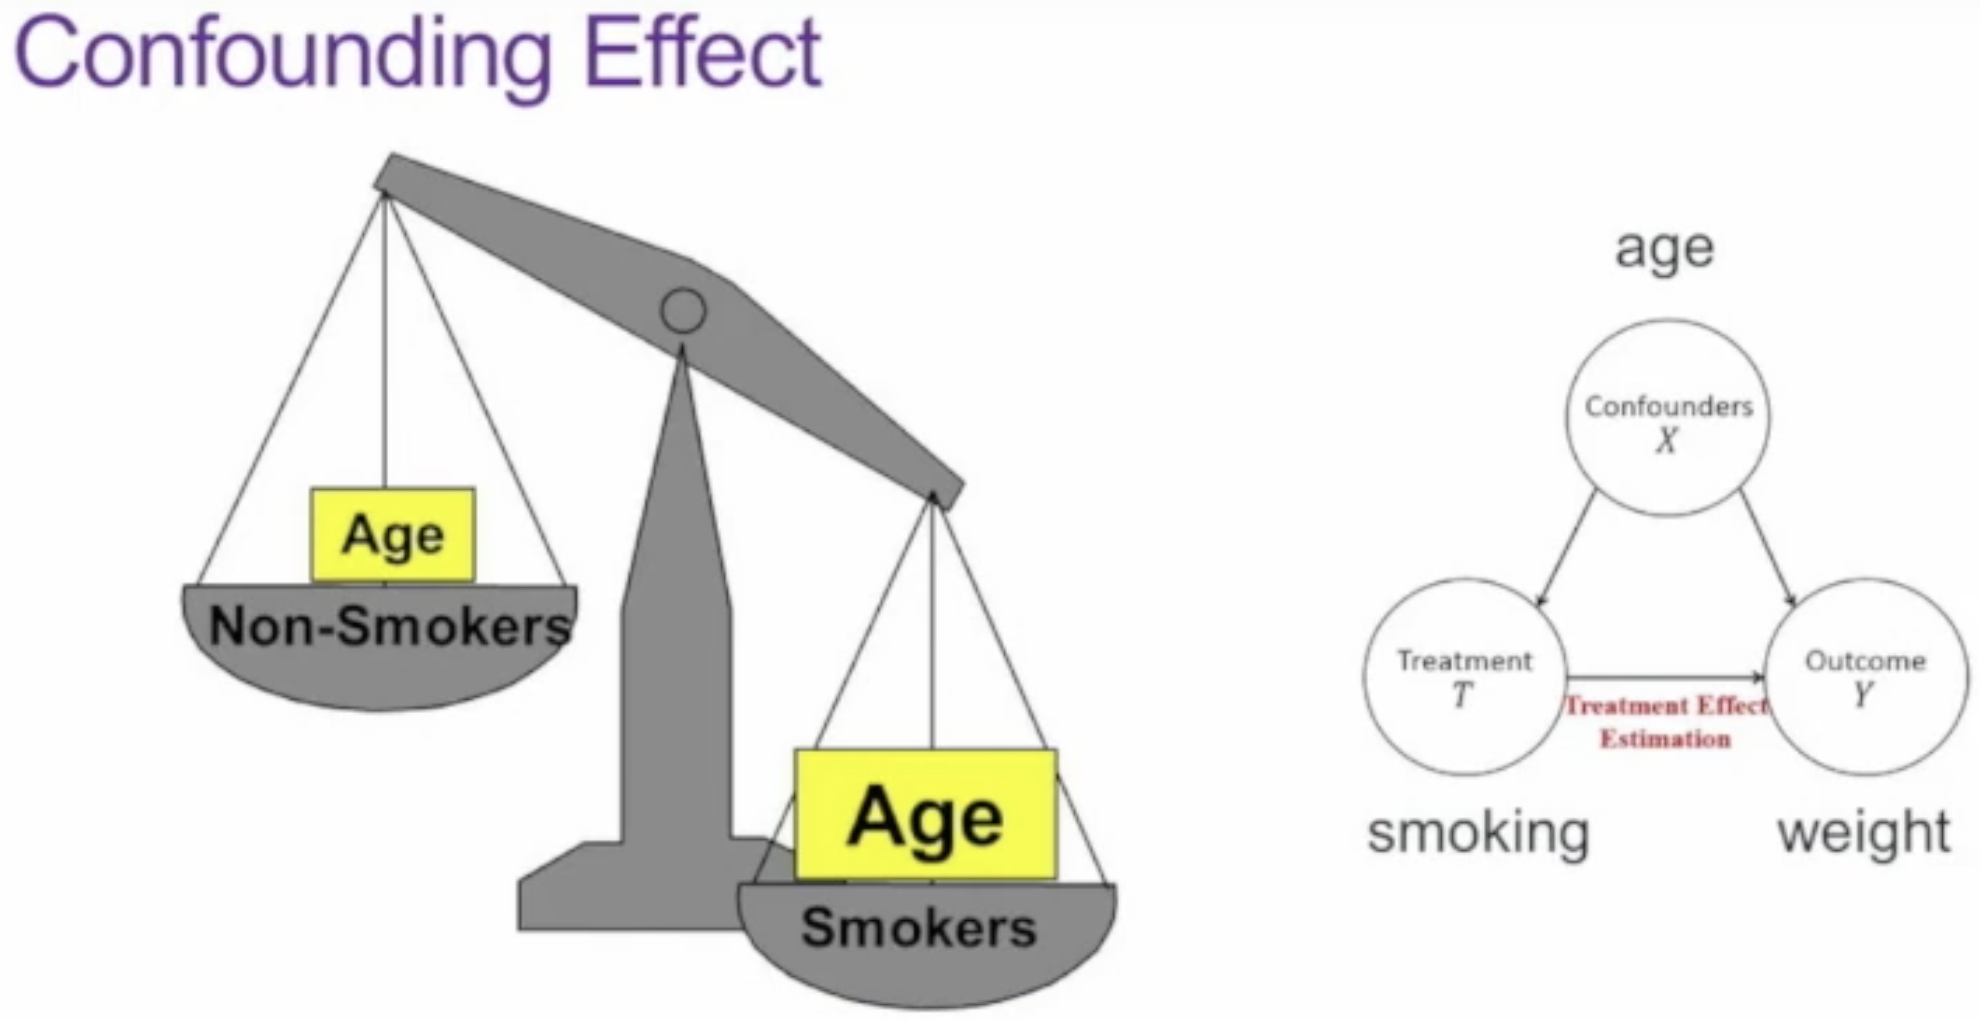 Confounding Effect
Age
Non-Smokers
Age
Smokers
age
Confounders
X
Treatment
T
Outcome
Y
Treatment Effect
Estimation
smoking
weight